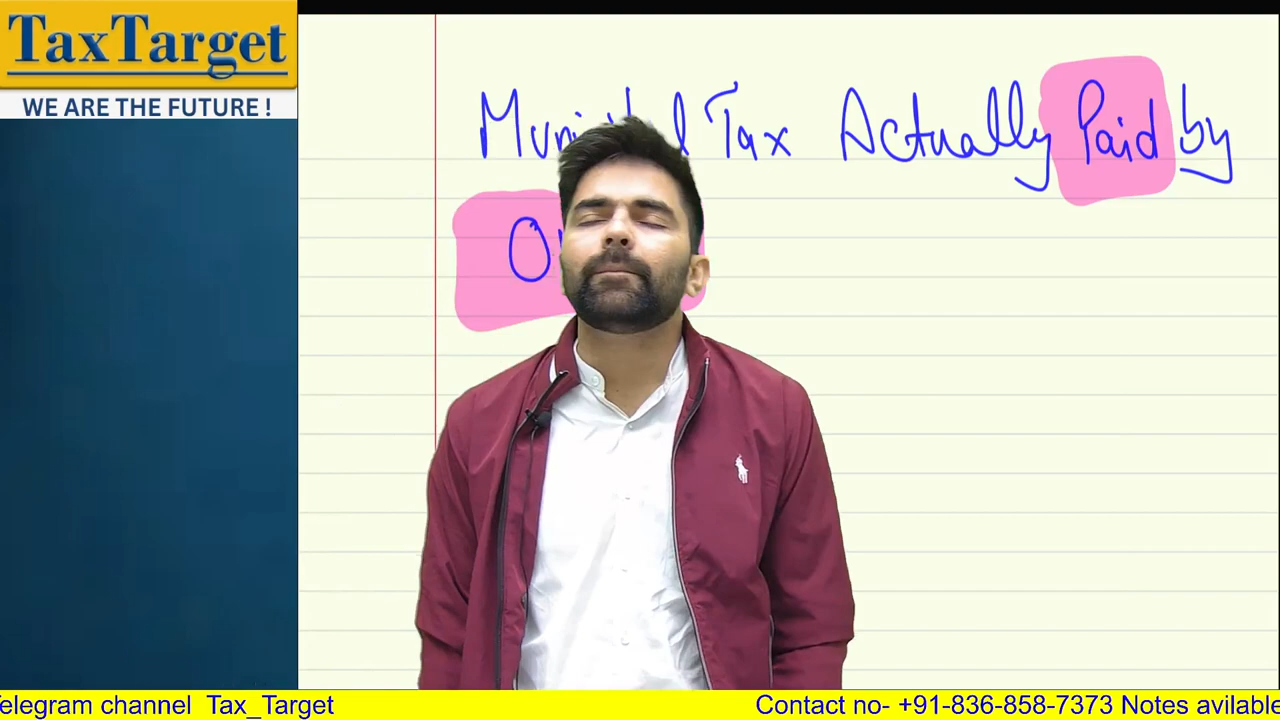 TaxTarget
WE ARE THE FUTURE !
Tax Actually Paid by
elegram channel Tax_Target
Contact no- +91-836-858-7373 Notes avilable